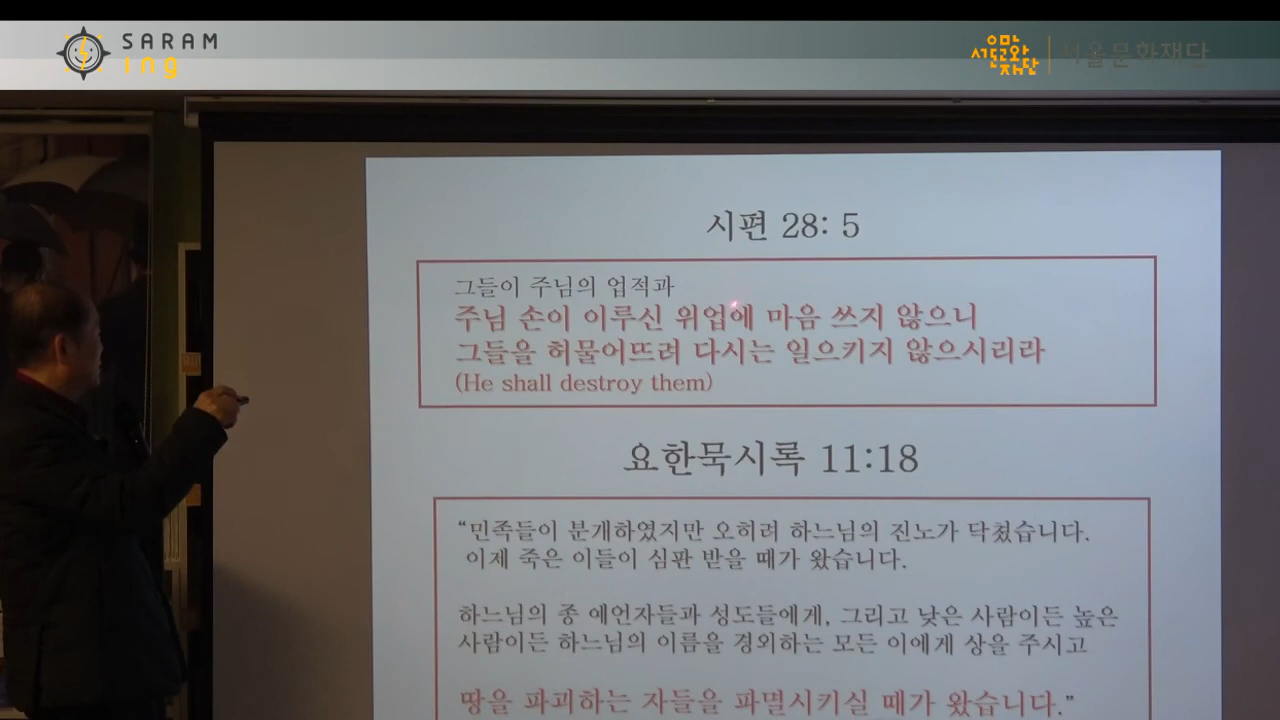 SARAM
ing
서울문화재단
서울문화재단
시편 28: 5
그들이 주님의 업적과
주님 손이 이루신 위업에 마음 쓰지 않으니
그들을 허물어뜨려 다시는 일으키지 않으시리라
(He shall destroy them)
요한묵시록 11:18
“민족들이 분개하였지만 오히려 하느님의 진노가 닥쳤습니다.
이제 죽은 이들이 심판 받을 때가 왔습니다.
하느님의 종 예언자들과 성도들에게, 그리고 낮은 사람이든 높은
사람이든 하느님의 이름을 경외하는 모든 이에게 상을 주시고
땅을 파괴하는 자들을 파멸시키실 때가 왔습니다.”